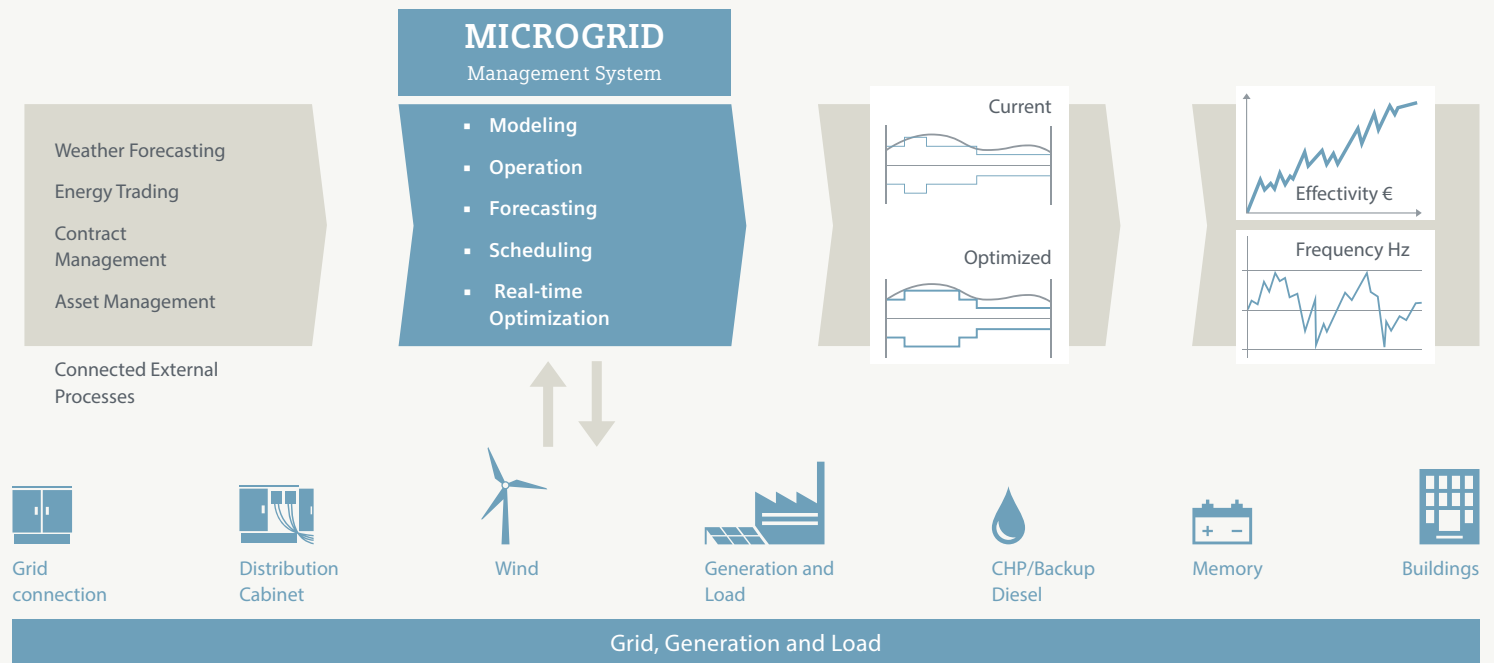 MICROGRID
Management System
Weather Forecasting
Energy Trading
Contract
Management
Asset Management
Connected External
Processes
▪ Modeling
▪ Operation
▪ Forecasting
▪ Scheduling
▪ Real-time
Optimization
Current
Optimized
Effectivity €
Frequency Hz
Grid
connection
Distribution
Cabinet
Wind
Generation and
Load
CHP/Backup
Diesel
+ −
Memory
Buildings
Grid, Generation and Load